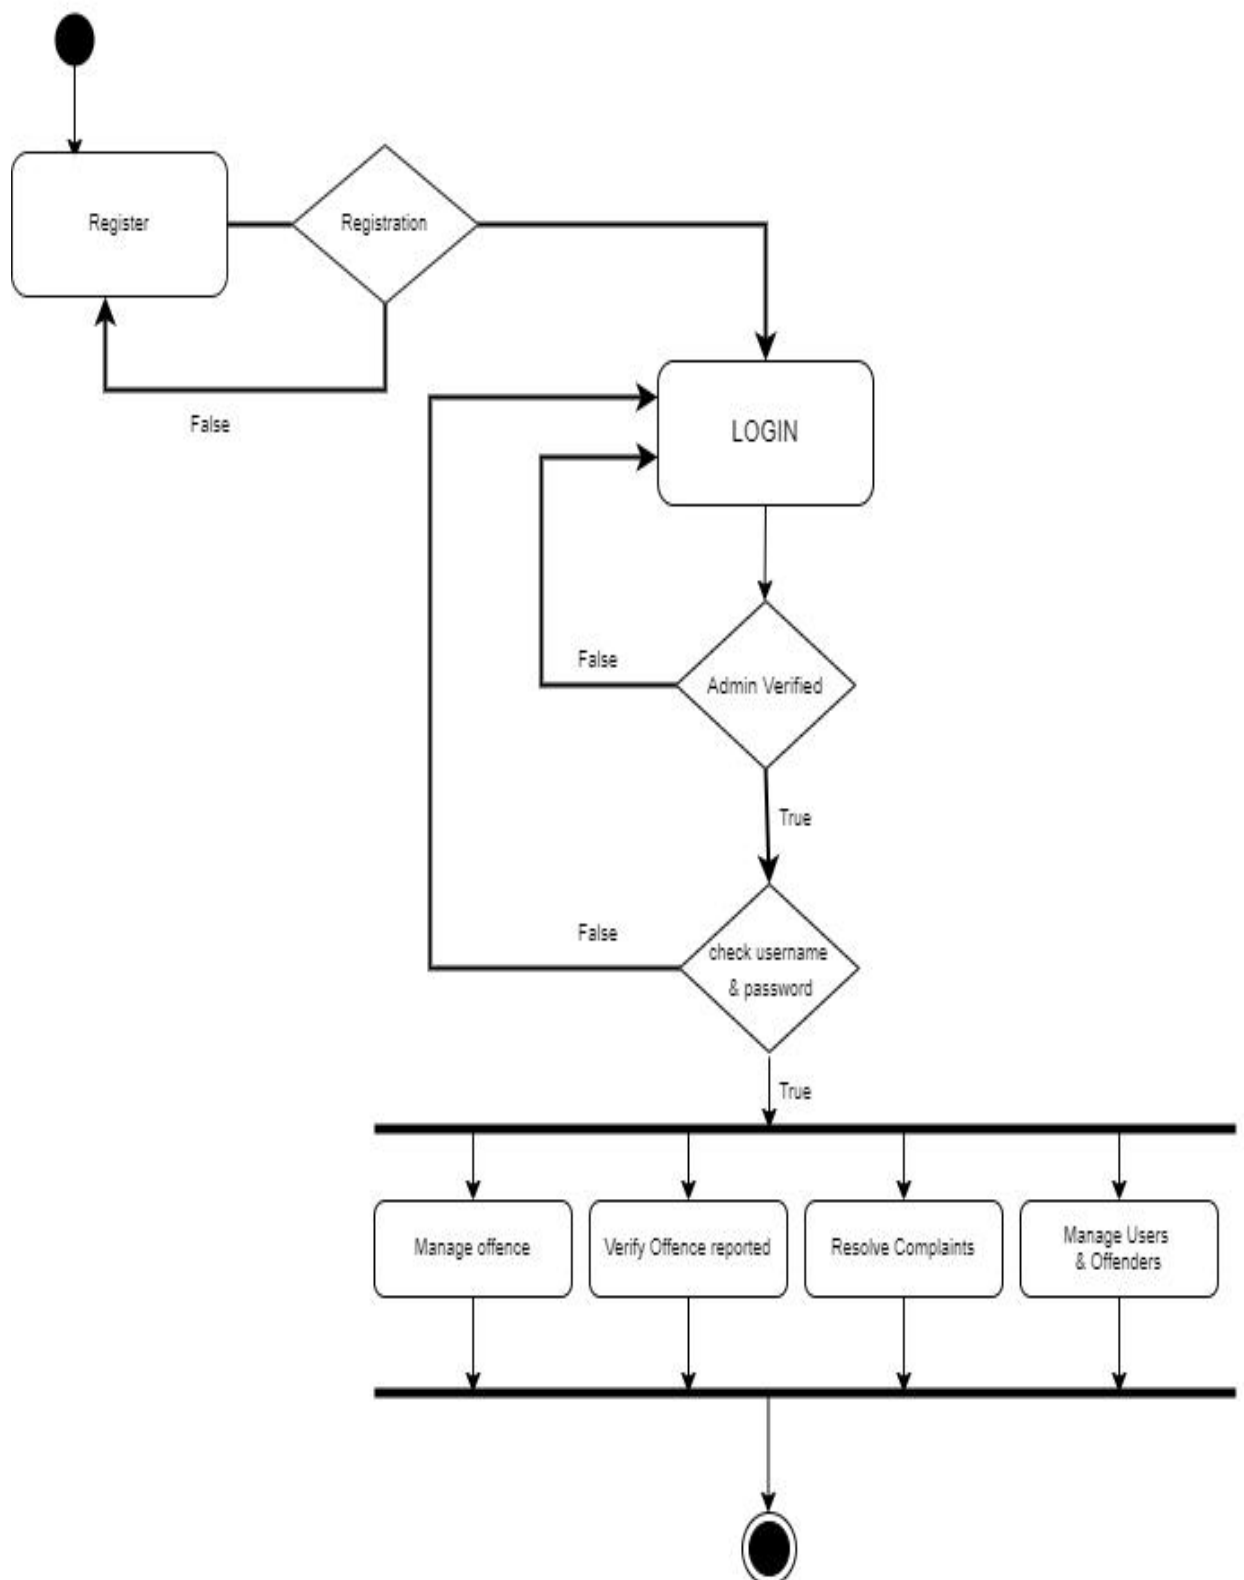 Register
Registration
False
LOGIN
False
Admin Verified
True
False
check username
& password
True
Manage offence
Verify Offence reported
Resolve Complaints
Manage Users
& Offenders